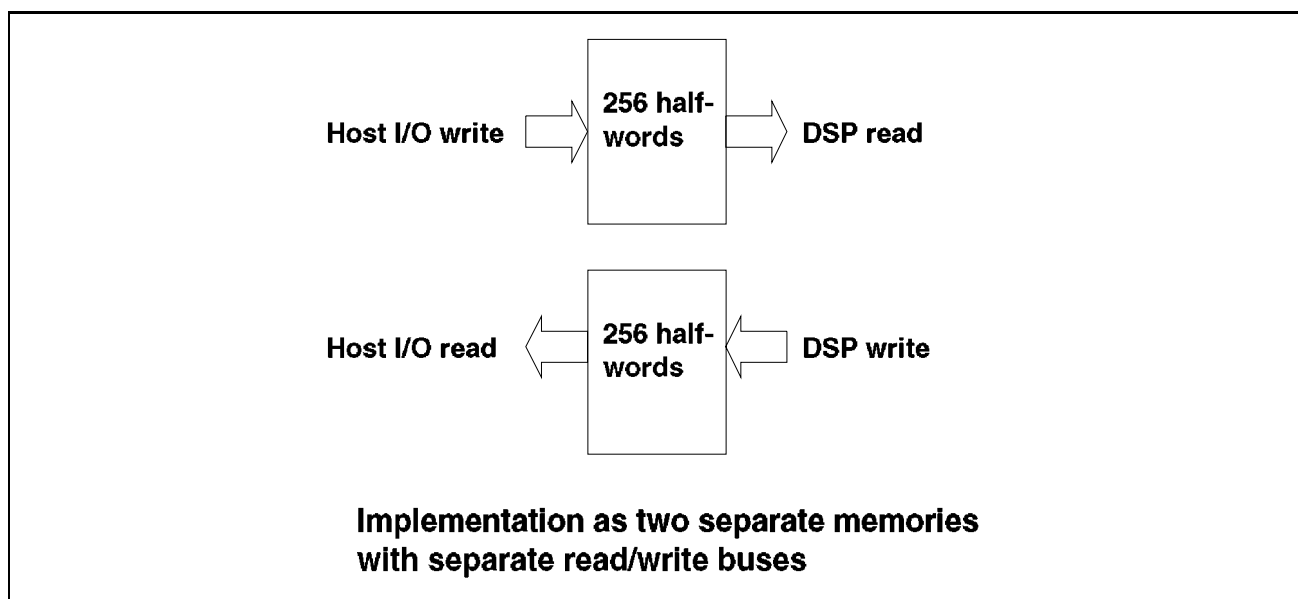 Host I/O write
256 half-
words
DSP read
Host I/O read
256 half-
words
DSP write
Implementation as two separate memories
with separate read/write buses